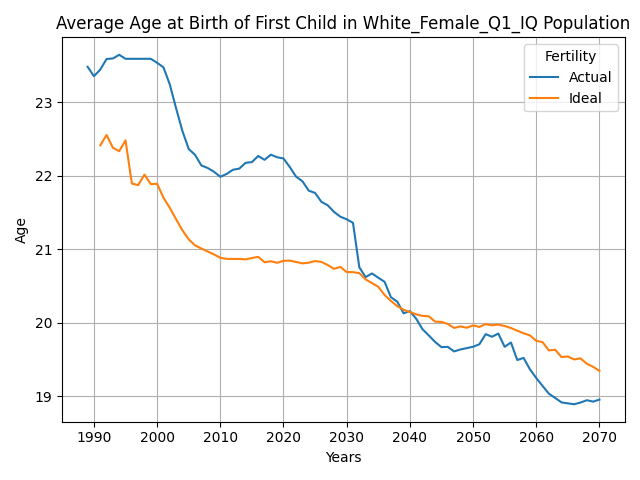 Average Age at Birth of First Child in White_Female_Q1_IQ Population
Fertility
Actual
Ideal
Age
23
22
21
20
19
1990
2000
2010
2020
2030
2040
2050
2060
2070
Years